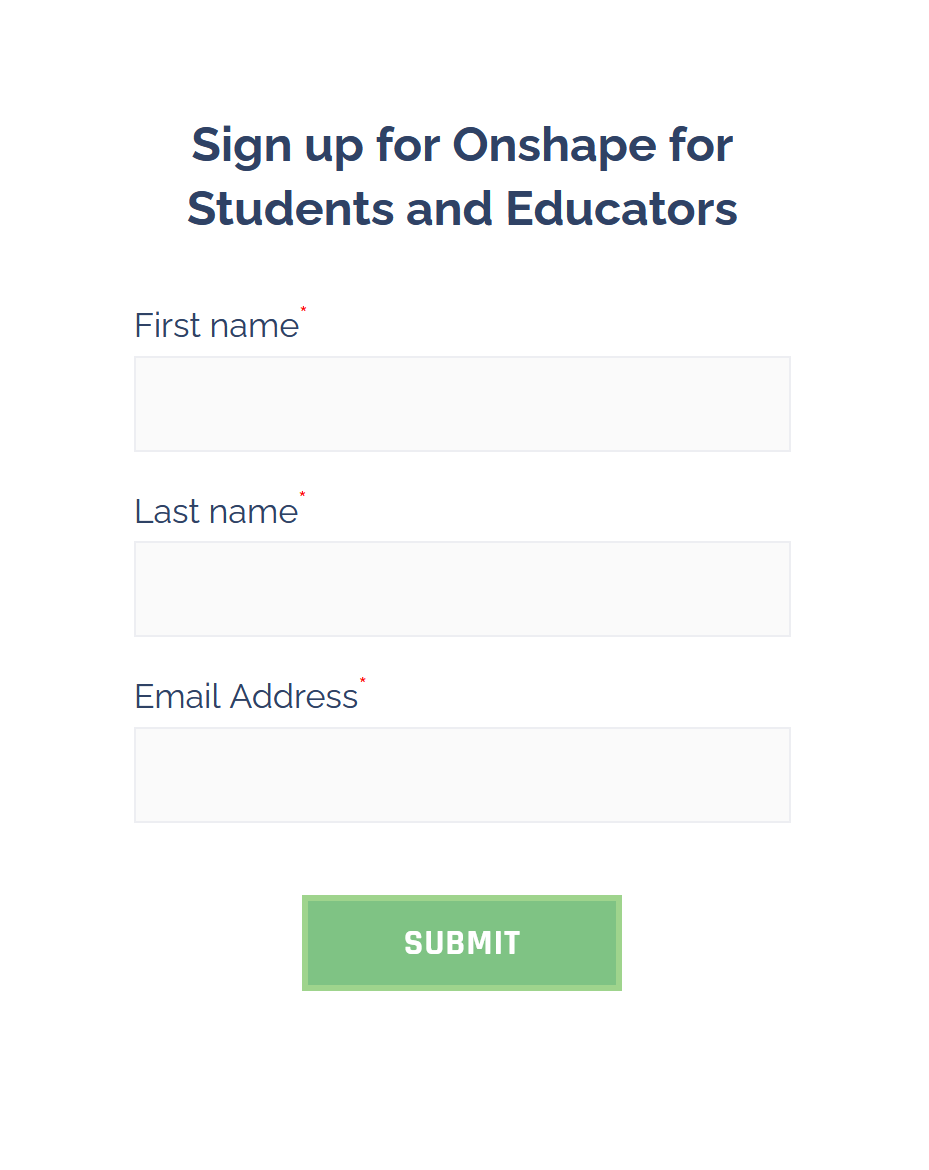 Sign up for Onshape for
Students and Educators
First name*
Last name*
Email Address*
SUBMIT